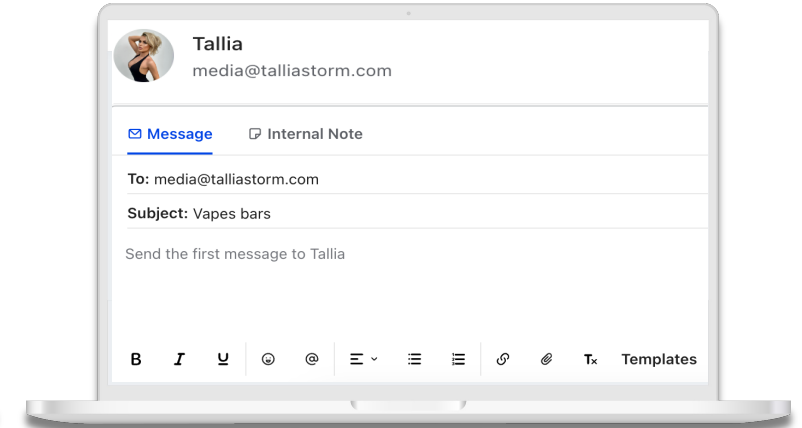 Tallia
media@talliastorm.com
Message Internal Note
To: media@talliastorm.com
Subject: Vapes bars
Send the first message to Tallia
B I U @ Tx Templates